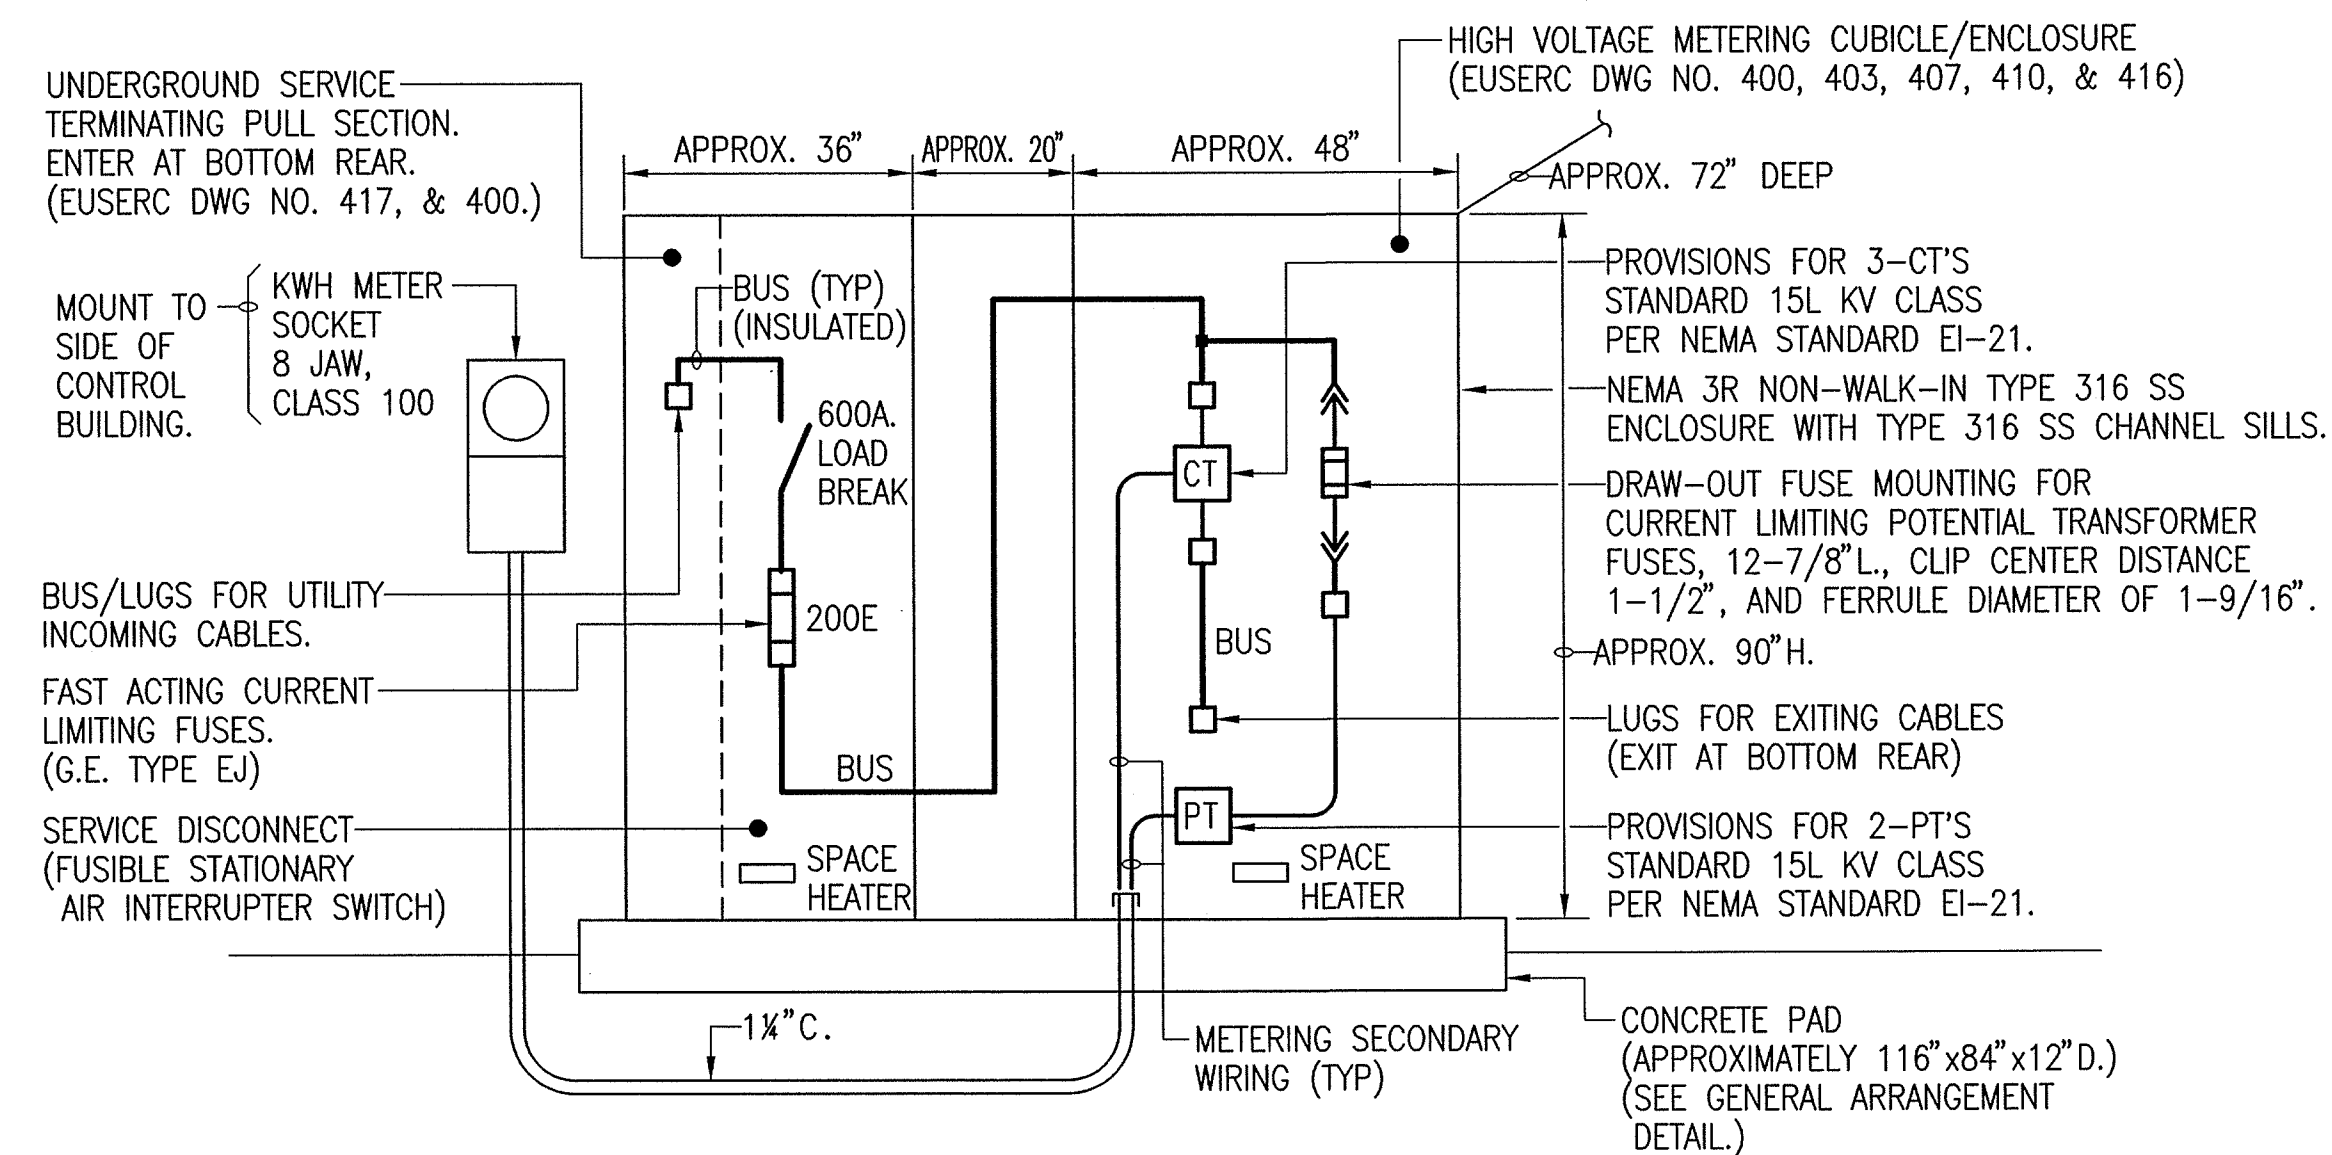 HIGH VOLTAGE METERING CUBICLE/ENCLOSURE
(EUSERC DWG NO. 400, 403, 407, 410, & 416)
UNDERGROUND SERVICE
TERMINATING PULL SECTION.
ENTER AT BOTTOM REAR.
(EUSERC DWG NO. 417, & 400.)
APPROX. 36"
APPROX. 20"
APPROX. 48"
APPROX. 72" DEEP
MOUNT TO
SIDE OF
CONTROL
BUILDING.
KWH METER
SOCKET
8 JAW,
CLASS 100
BUS (TYP)
(INSULATED)
600A.
LOAD
BREAK
PROVISIONS FOR 3-CT'S
STANDARD 15L KV CLASS
PER NEMA STANDARD EI-21.
NEMA 3R NON-WALK-IN TYPE 316 SS
ENCLOSURE WITH TYPE 316 SS CHANNEL SILLS.
CT
DRAW-OUT FUSE MOUNTING FOR
CURRENT LIMITING POTENTIAL TRANSFORMER
FUSES, 12-7/8"L., CLIP CENTER DISTANCE
1-1/2", AND FERRULE DIAMETER OF 1-9/16".
BUS/LUGS FOR UTILITY
INCOMING CABLES.
200E
BUS
APPROX. 90"H.
FAST ACTING CURRENT
LIMITING FUSES.
(G.E. TYPE EJ)
BUS
LUGS FOR EXITING CABLES
(EXIT AT BOTTOM REAR)
PT
SERVICE DISCONNECT
(FUSIBLE STATIONARY
AIR INTERRUPTER SWITCH)
SPACE
HEATER
SPACE
HEATER
PROVISIONS FOR 2-PT'S
STANDARD 15L KV CLASS
PER NEMA STANDARD EI-21.
1¼"C.
METERING SECONDARY
WIRING (TYP)
CONCRETE PAD
(APPROXIMATELY 116"x84"x12"D.)
(SEE GENERAL ARRANGEMENT
DETAIL.)